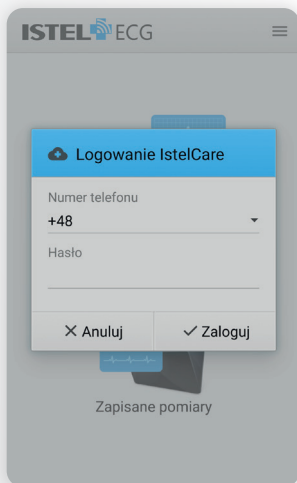 ISTEL ECG
Logowanie IstelCare
Numer telefonu
+48
Hasło
Anuluj
Zaloguj
Zapisane pomiary